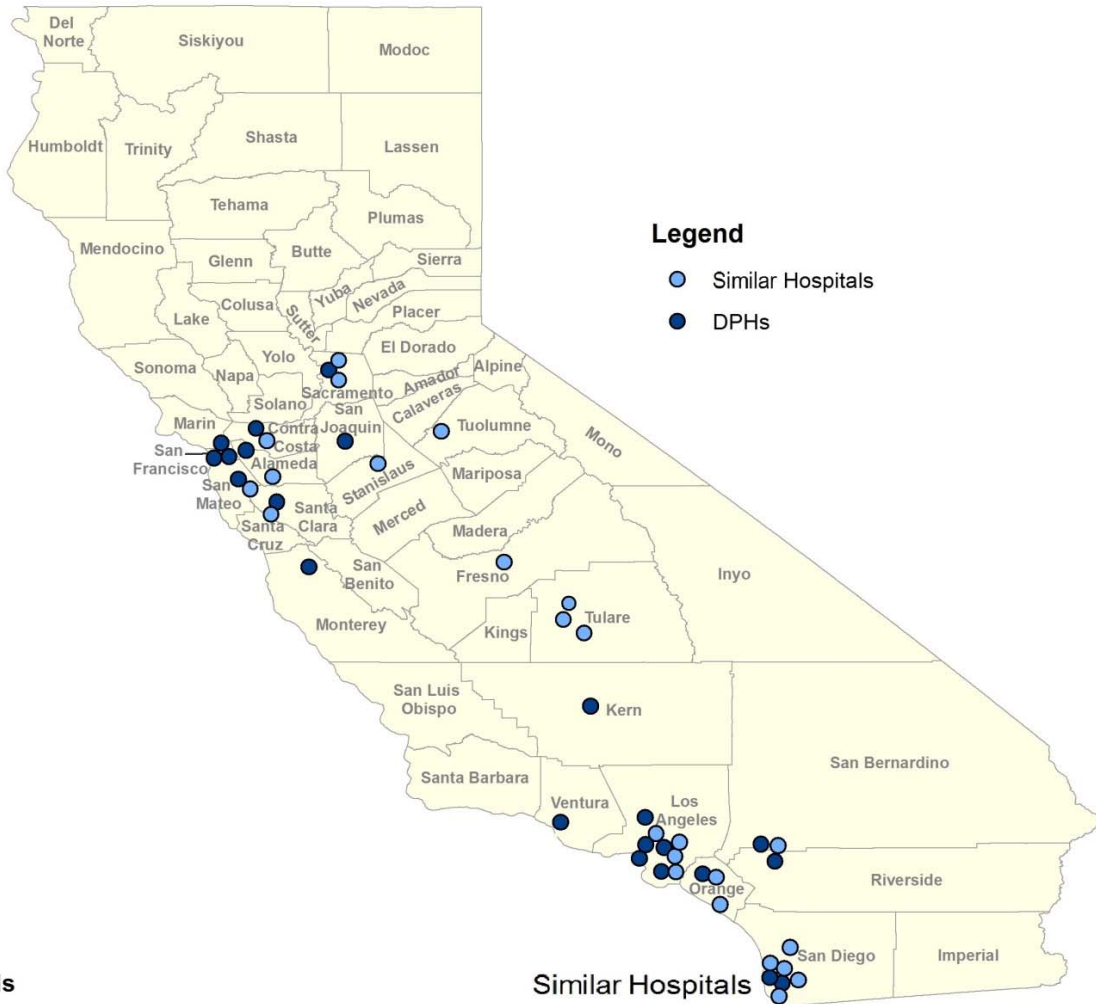 Del
Norte
Siskiyou
Modoc
Humboldt
Trinity
Shasta
Lassen
Tehama
Plumas
Mendocino
Butte
Glenn
Sierra
Legend
Similar Hospitals
DPHs
Yuba
Nevada
Colusa
Placer
Lake
Sutter
El Dorado
Yolo
Sonoma
Napa
Alpine
Amador
Sacramento
Calaveras
Solano
San
Joaquin
Marin
Contra
Costa
Tuolumne
Mono
San
Francisco
Alameda
Stanislaus
Mariposa
San
Mateo
Santa
Clara
Merced
Santa
Cruz
Madera
San
Benito
Fresno
Inyo
Monterey
Kings
Tulare
San Luis
Obispo
Kern
San Bernardino
Santa Barbara
Ventura
Los
Angeles
Orange
Riverside
San Diego
Imperial
ls
Similar Hospitals